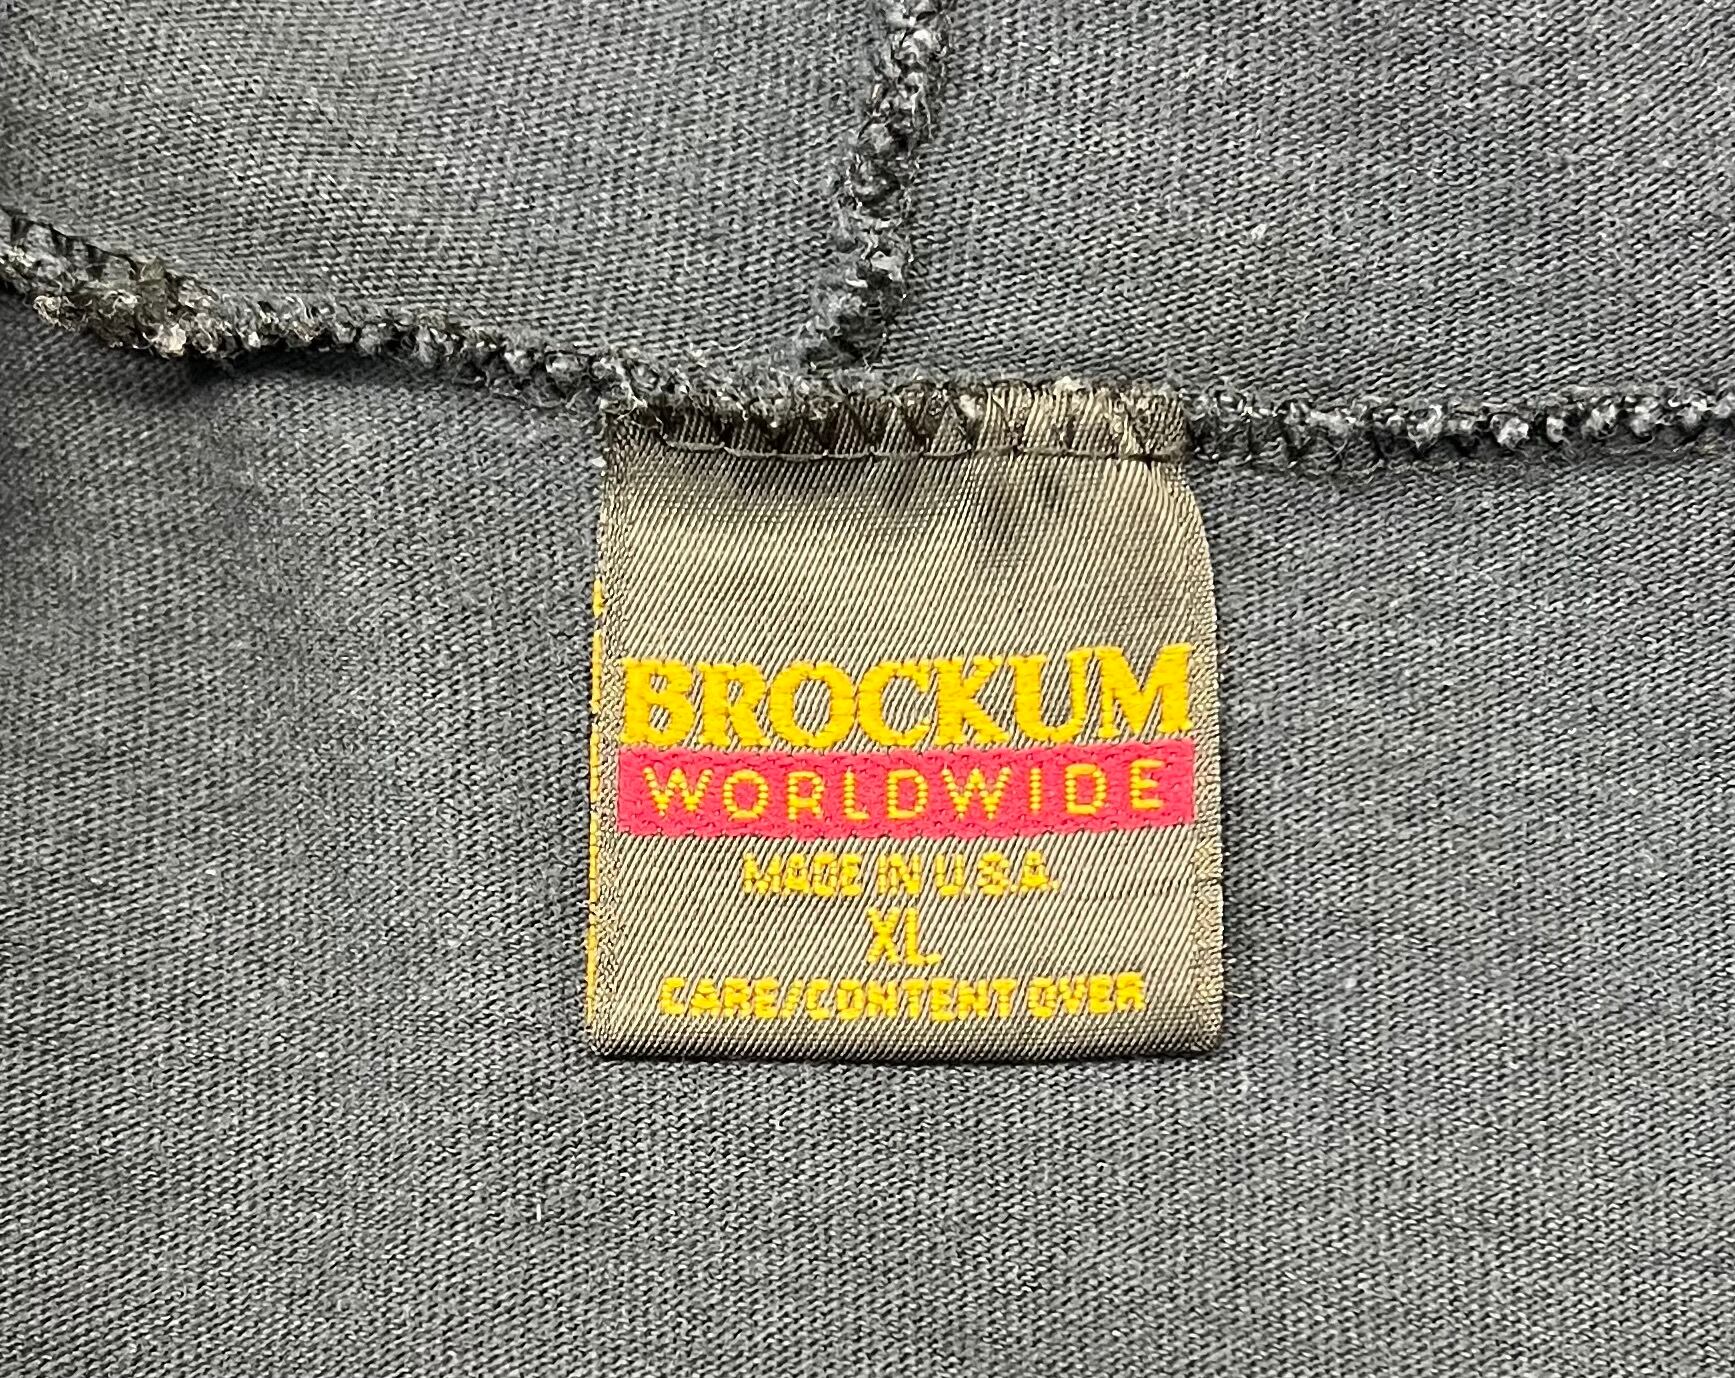 BROCKUM
WORLDWIDE
MADE IN U.S.A.
XL
CARE/CONTENT OVER